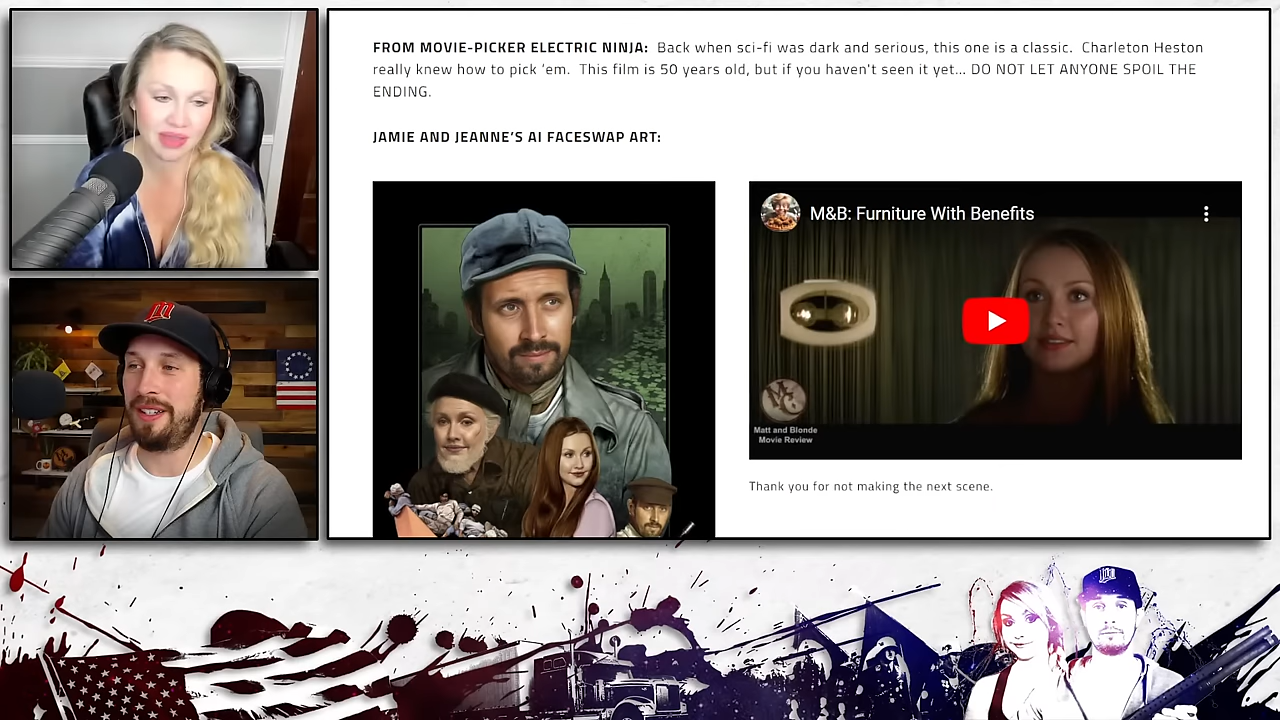 FROM MOVIE-PICKER ELECTRIC NINJA:  Back when sci-fi was dark and serious, this one is a classic.  Charleton Heston
really knew how to pick 'em.  This film is 50 years old, but if you haven't seen it yet... DO NOT LET ANYONE SPOIL THE
ENDING.
JAMIE AND JEANNE'S AI FACESWAP ART:
M&B: Furniture With Benefits
Matt and Blonde
Movie Review
Thank you for not making the next scene.